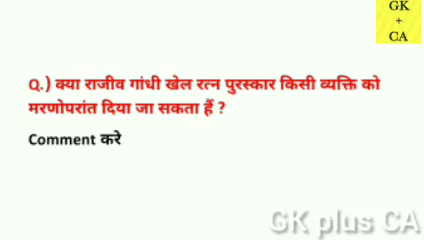 GK
+
CA
Q.) क्या राजीव गांधी खेल रत्न पुरस्कार किसी व्यक्ति को
मरणोपरांत दिया जा सकता हैं ?
Comment करे
GK plus CA